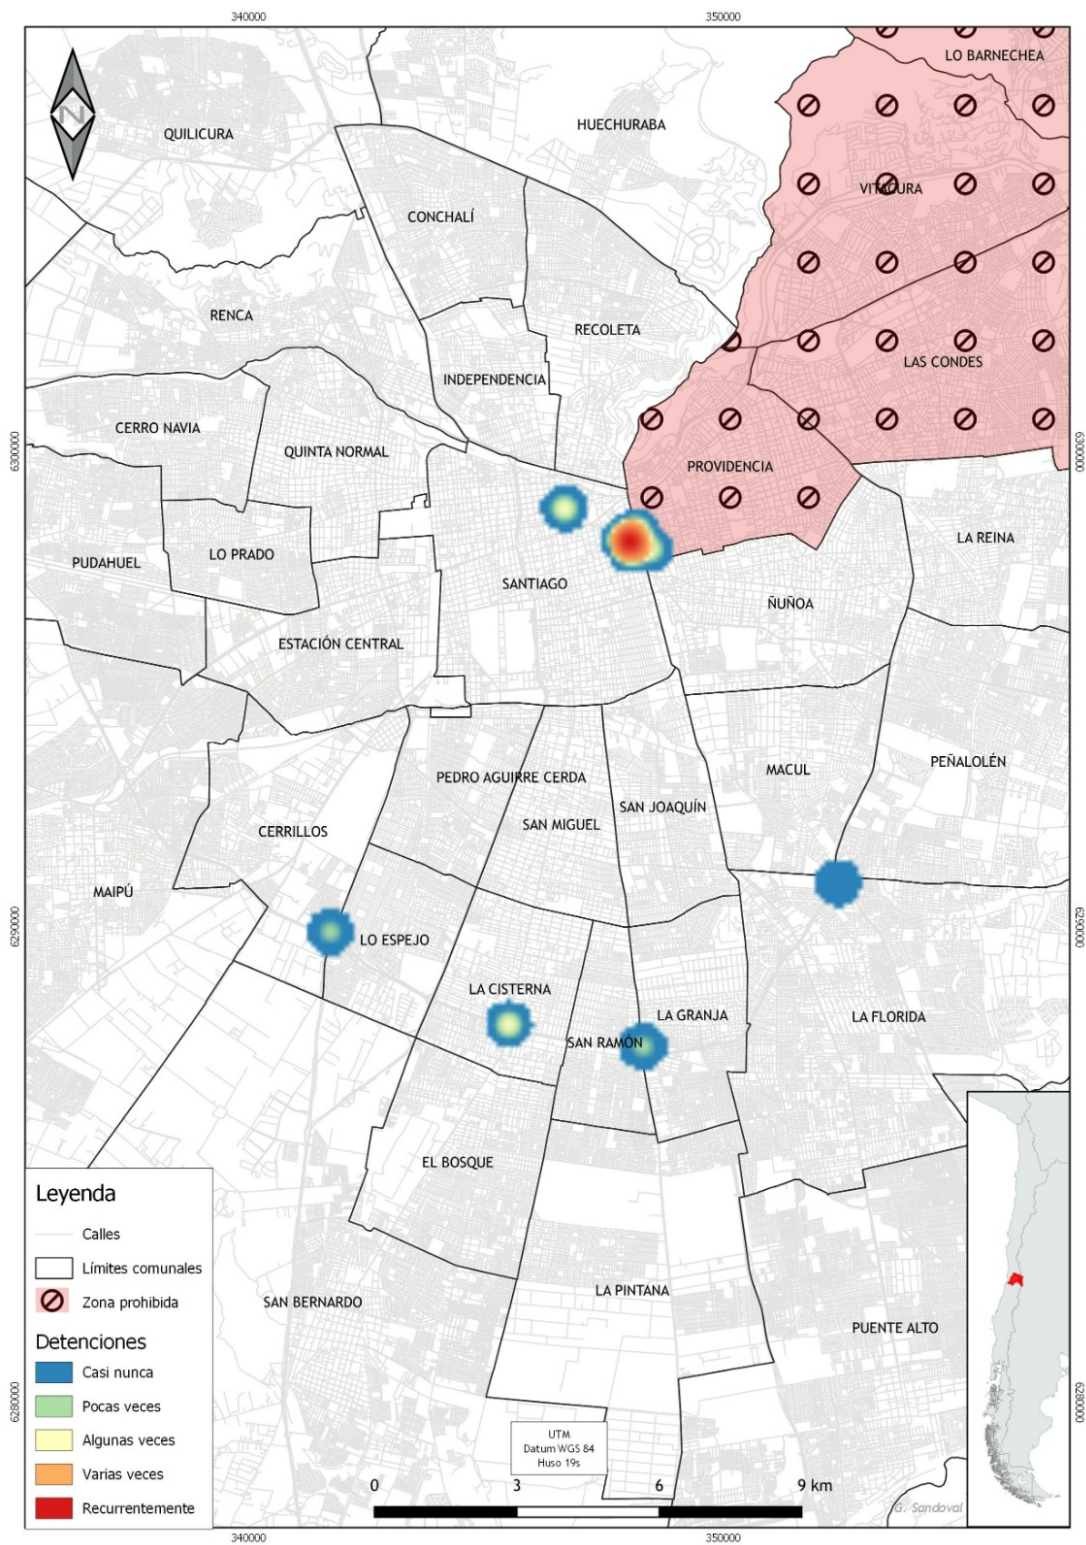 340000
350000
LO BARNECHEA
N
QUILICURA
HUECHURABA
VITACURA
CONCHALÍ
RENCA
RECOLETA
LAS CONDES
INDEPENDENCIA
CERRO NAVIA
QUINTA NORMAL
6300000
6300000
PROVIDENCIA
LA REINA
LO PRADO
PUDAHUEL
SANTIAGO
ÑUÑOA
ESTACIÓN CENTRAL
PEÑALOLÉN
MACUL
PEDRO AGUIRRE CERDA
SAN JOAQUÍN
SAN MIGUEL
CERRILLOS
MAIPÚ
6290000
6290000
LO ESPEJO
LA CISTERNA
LA GRANJA
LA FLORIDA
SAN RAMÓN
EL BOSQUE
LA PINTANA
SAN BERNARDO
PUENTE ALTO
Leyenda
Calles
Límites comunales
Zona prohibida
Detenciones
Casi nunca
Pocas veces
Algunas veces
Varias veces
Recurrentemente
6280000
6280000
UTM
Datum WGS 84
Huso 19s
0 3 6 9 km
G. Sandoval
340000
350000